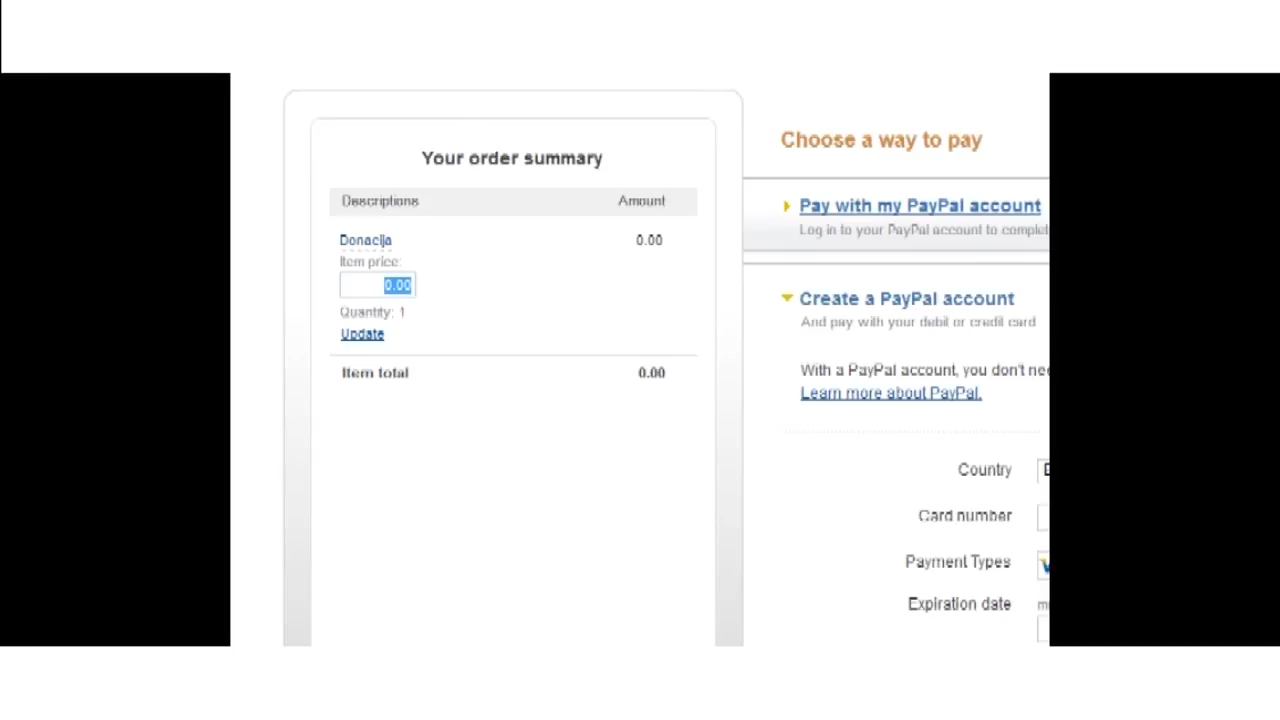 Your order summary
Descriptions Amount
Donacija 0.00
Item price:
0.00
Quantity: 1
Update
Item total 0.00
Choose a way to pay
Pay with my PayPal account
Log in to your PayPal account to
Create a PayPal account
And pay with your debit or credit card
With a PayPal account, you don't
Learn more about PayPal.
Country
Card number
Payment Types
Expiration date